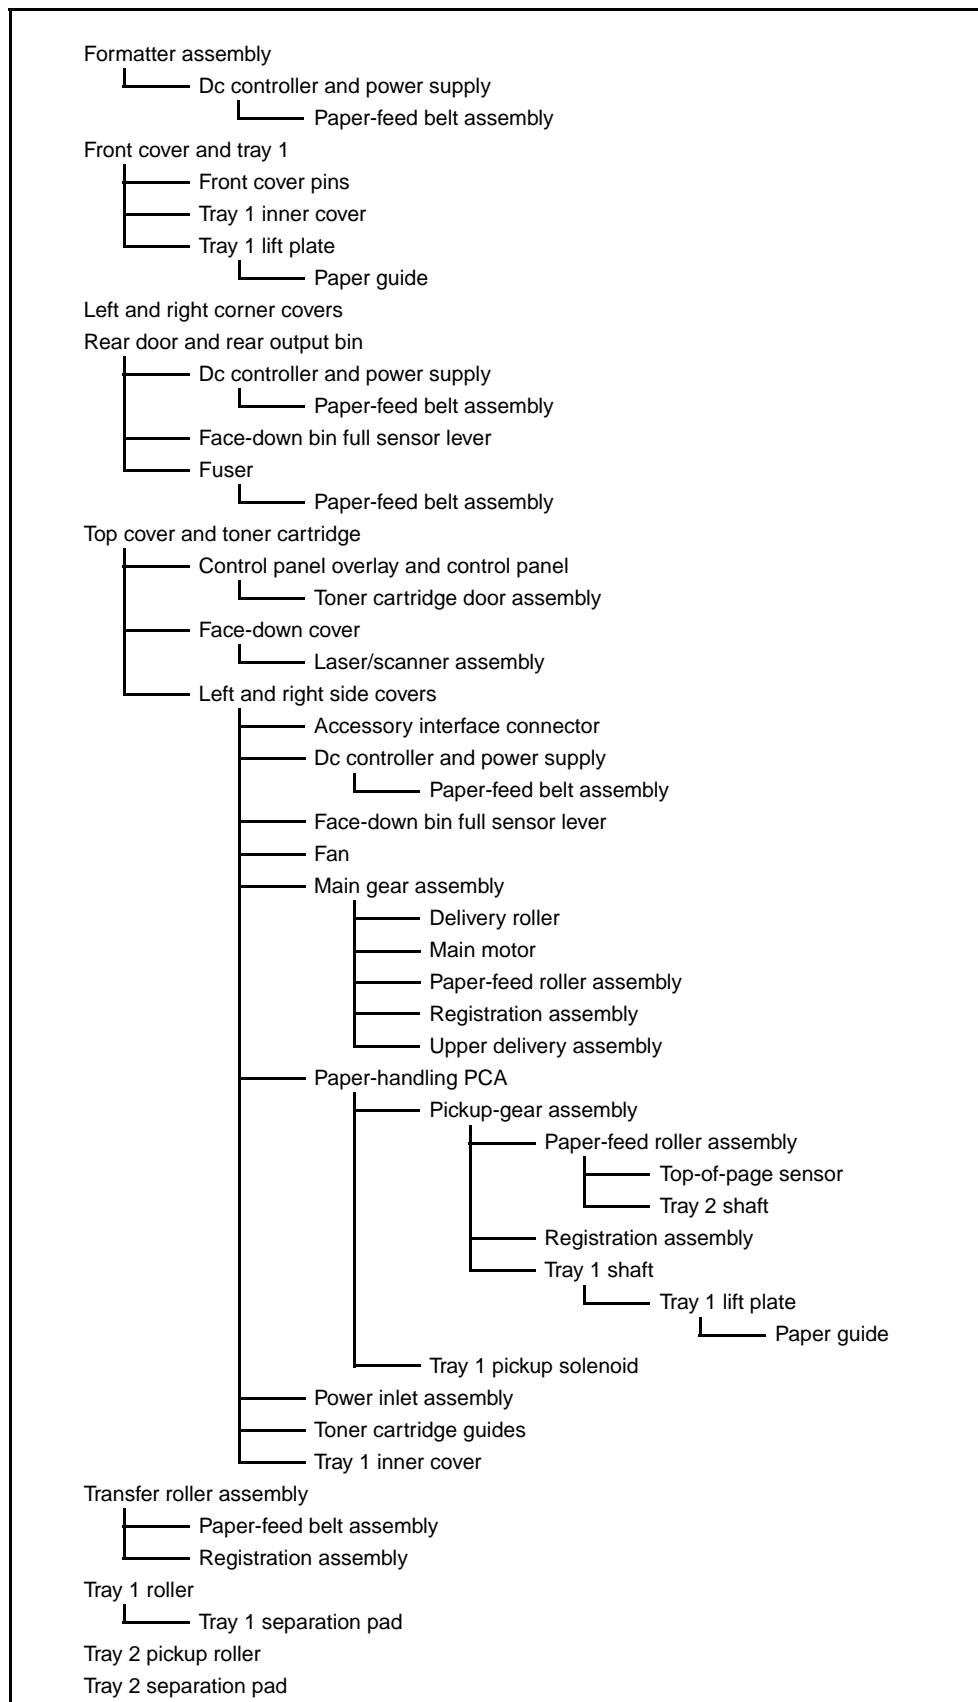 Formatter assembly
Dc controller and power supply
Paper-feed belt assembly
Front cover and tray 1
Front cover pins
Tray 1 inner cover
Tray 1 lift plate
Paper guide
Left and right corner covers
Rear door and rear output bin
Dc controller and power supply
Paper-feed belt assembly
Face-down bin full sensor lever
Fuser
Paper-feed belt assembly
Top cover and toner cartridge
Control panel overlay and control panel
Toner cartridge door assembly
Face-down cover
Laser/scanner assembly
Left and right side covers
Accessory interface connector
Dc controller and power supply
Paper-feed belt assembly
Face-down bin full sensor lever
Fan
Main gear assembly
Delivery roller
Main motor
Paper-feed roller assembly
Registration assembly
Upper delivery assembly
Paper-handling PCA
Pickup-gear assembly
Paper-feed roller assembly
Top-of-page sensor
Tray 2 shaft
Registration assembly
Tray 1 shaft
Tray 1 lift plate
Paper guide
Tray 1 pickup solenoid
Power inlet assembly
Toner cartridge guides
Tray 1 inner cover
Transfer roller assembly
Paper-feed belt assembly
Registration assembly
Tray 1 roller
Tray 1 separation pad
Tray 2 pickup roller
Tray 2 separation pad